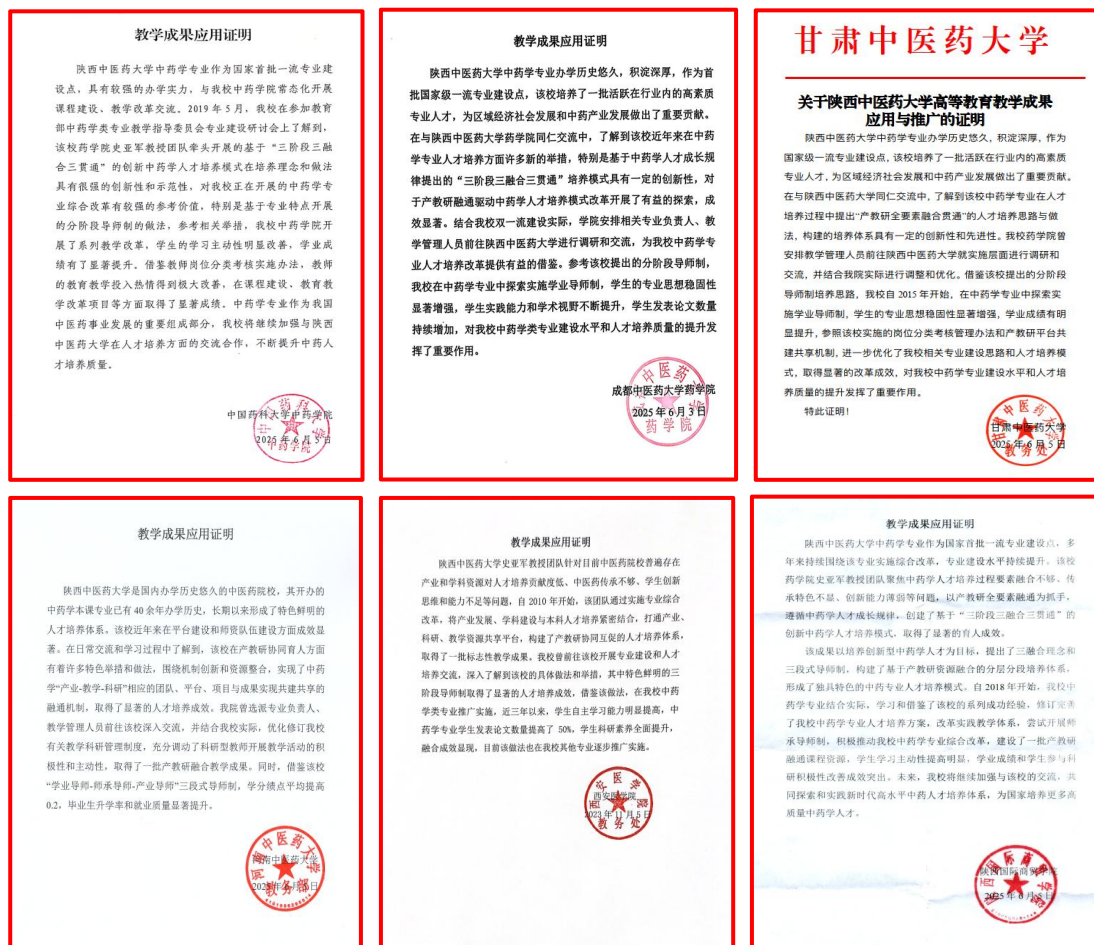 教学成果应用证明
陕西中医药大学中药学专业作为国家首批一流专业建
设点，具有较强的办学实力，与我校中药学院常态化开展
课程建设、教学改革交流。2019 年 5 月，我校在参加教育
部中药学类专业教学指导委员会专业建设研讨会上了解到，
该校药学院史亚军教授团队牵头开展的基于“三阶段三融
合三贯通”的创新中药学人才培养模式在培养理念和做法
具有很强的创新性和示范性，对我校正在开展的中药学专
业综合改革有较强的参考价值，特别是基于专业特点开展
的分阶段导师制的做法，参考相关举措，我校中药学院开
展了系列教学改革，学生的学习主动性明显改善，学业成
绩有了显著提升。借鉴教师岗位分类考核实施办法，教师
的教育教学投入热情得到极大改善，在课程建设、教育教
学改革项目等方面取得了显著成绩。中药学专业作为我国
中医药事业发展的重要组成部分，我校将继续加强与陕西
中医药大学在人才培养方面的交流合作，不断提升中药人
才培养质量。
中国药科大学中药学院
2025 年 6 月 5 日
中药学院
教学成果应用证明
陕西中医药大学中药学专业办学历史悠久，积淀深厚，作为首
批国家级一流专业建设点，该校培养了一批活跃在行业内的高素质
专业人才，为区域经济社会发展和中药产业发展做出了重要贡献。
在与陕西中医药大学药学院同仁交流中，了解到该校近年来在中药
学专业人才培养方面许多新的举措，特别是基于中药学人才成长规
律提出的“三阶段三融合三贯通”培养模式具有一定的创新性，对
于产教研融通驱动中药学人才培养模式改革开展了有益的探索，成
效显著。结合我校双一流建设实际，学院安排相关专业负责人、教
学管理人员前往陕西中医药大学进行调研和交流，为我校中药学专
业人才培养改革提供有益的借鉴。参考该校提出的分阶段导师制，
我校在中药学专业中探索实施学业导师制，学生的专业思想稳固性
显著增强，学生实践能力和学术视野不断提升，学生发表论文数量
持续增加，对我校中药学类专业建设水平和人才培养质量的提升发
挥了重要作用。
成都中医药大学药学院
2025 年 6 月 3 日
药学院
甘肃中医药大学
关于陕西中医药大学高等教育教学成果
应用与推广的证明
陕西中医药大学中药学专业办学历史悠久，积淀深厚，作为
国家级一流专业建设点，该校培养了一批活跃在行业内的高素质
专业人才，为区域经济社会发展和中药产业发展做出了重要贡献。
在与陕西中医药大学同仁交流中，了解到该校中药学专业在人才
培养过程中提出“产教研全要素融合贯通”的人才培养思路与做
法，构建的培养体系具有一定的创新性和先进性。我校药学院曾
安排教学管理人员前往陕西中医药大学就实施层面进行调研和
交流，并结合我院实际进行调整和优化。借鉴该校提出的分阶段
导师制培养思路，我校自 2015 年开始，在中药学专业中探索实
施学业导师制，学生的专业思想稳固性显著增强，学业成绩有明
显提升，参照该校实施的岗位分类考核管理办法和产教研平台共
建共享机制，进一步优化了我校相关专业建设思路和人才培养模
式，取得显著的改革成效，对我校中药学专业建设水平和人才培
养质量的提升发挥了重要作用。
特此证明！
甘肃中医药大学
2025 年 6 月 5 日
教务处
教学成果应用证明
陕西中医药大学是国内办学历史悠久的中医药院校，其开办的
中药学本课专业已有 40 余年办学历史，长期以来形成了特色鲜明的
人才培养体系。该校近年来在平台建设和师资队伍建设方面成效显
著。在日常交流和学习过程中了解到，该校在产教研协同育人方面
有着许多特色举措和做法，围绕机制创新和资源整合，实现了中药
学“产业-教学-科研”相应的团队、平台、项目与成果实现共建共享的
融通机制，取得了显著的人才培养成效。我院曾选派专业负责人、
教学管理人员前往该校深入交流，并结合我校实际，优化修订我校
有关教学科研管理制度，充分调动了科研型教师开展教学活动的积
极性和主动性，取得了一批产教研融合教学成果。同时，借鉴该校
“学业导师-师承导师-产业导师”三段式导师制，学分绩点平均提高
0.2，毕业生升学率和就业质量显著提升。
河南中医药大学
教务部
教学成果应用证明
陕西中医药大学史亚军教授团队针对目前中医药院校普遍存在
产业和学科资源对人才培养贡献度低、中医药传承不够、学生创新
思维和能力不足等问题，自 2010 年开始，该团队通过实施专业综合
改革，将产业发展、学科建设与本科人才培养紧密结合，打通产业、
科研、教学资源共享平台，构建了产教研协同互促的人才培养体系，
取得了一批标志性教学成果。我校曾前往该校开展专业建设和人才
培养交流，深入了解到该校的具体做法和举措，其中特色鲜明的三
阶段导师制取得了显著的人才培养成效，借鉴该做法，在我校中药
学类专业推广实施，近三年以来，学生自主学习能力明显提高，中
药学专业学生发表论文数量提高了 50%，学生科研素养全面提升，
融合成效显现，目前该做法也在我校其他专业逐步推广实施。
西安医学院
2023 年 11 月 5 日
教务处
教学成果应用证明
陕西中医药大学中药学专业作为国家首批一流专业建设点，多
年来持续围绕该专业实施综合改革，专业建设水平持续提升。该校
药学院史亚军教授团队聚焦中药学人才培养过程要素融合不够、传
承特色不显、创新能力薄弱等问题，以产教研全要素融通为抓手，
遵循中药学人才成长规律，创建了基于“三阶段三融合三贯通”的
创新中药学人才培养模式，取得了显著的育人成效。
该成果以培养创新型中药学人才为目标，提出了三融合理念和
三段式导师制，构建了基于产教研资源融合的分层分段培养体系，
形成了独具特色的中药专业人才培养模式。自 2018 年开始，我校中
药学专业结合实际，学习和借鉴了该校的系列成功经验，修订完善
了我校中药学专业人才培养方案，改革实践教学体系，尝试开展师
承导师制，积极推动我校中药学专业综合改革，建设了一批产教研
融通课程资源，学生学习主动性提高明显，学业成绩和学生参与科
研积极性改善成效突出。未来，我校将继续加强与该校的交流，共
同探索和实践新时代高水平中药人才培养体系，为国家培养更多高
质量中药学人才。
陕西国际商贸学院
2025 年 6 月 5 日